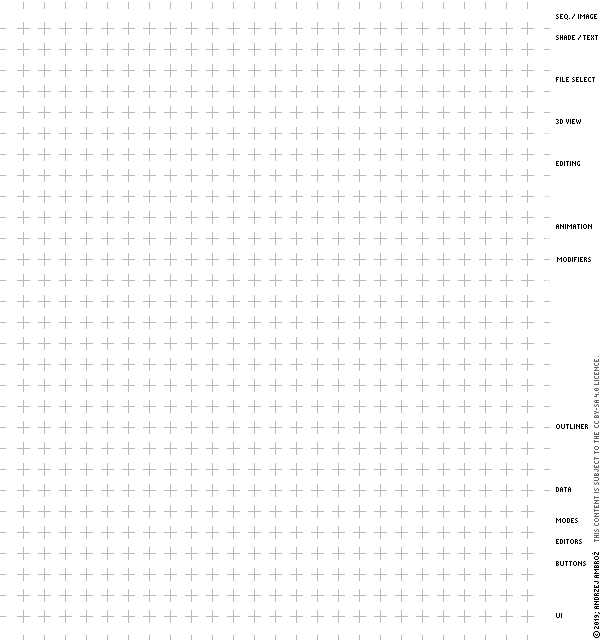 SEQ. / IMAGE
SHADE / TEXT
FILE SELECT
3D VIEW
EDITING
ANIMATION
MODIFIERS
OUTLINER
DATA
MODES
EDITORS
BUTTONS
UI
© 2019, ANDRZEJ AMBROŻ THIS CONTENT IS SUBJECT TO THE CC BY-SA 4.0 LICENCE.